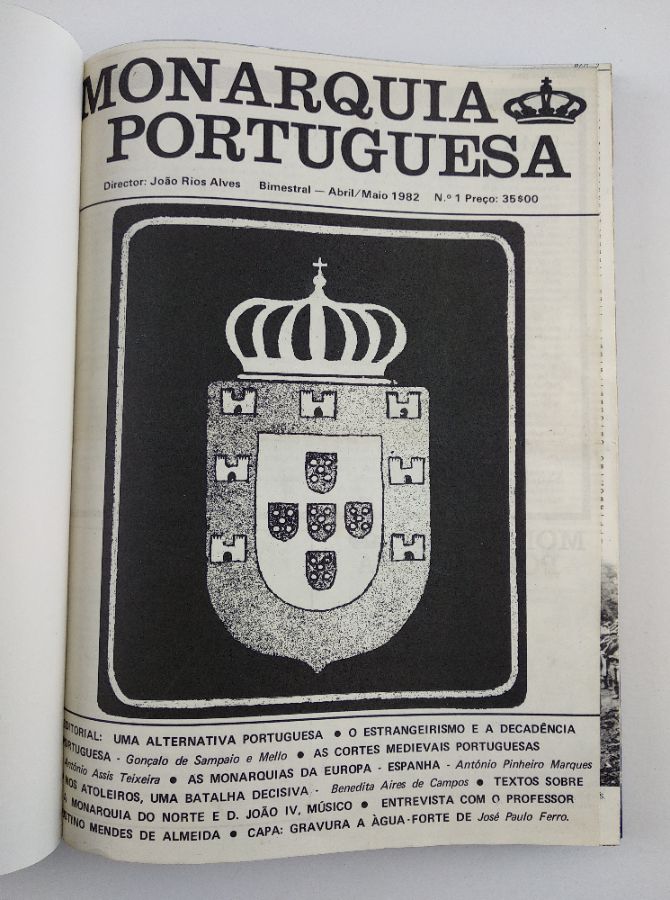 MONARQUIA
PORTUGUESA
Director: João Rios Alves Bimestral — Abril/Maio 1982 N.º 1 Preço: 35$00
EDITORIAL: UMA ALTERNATIVA PORTUGUESA ● O ESTRANGEIRISMO E A DECADÊNCIA
PORTUGUESA - Gonçalo de Sampaio e Mello ● AS CORTES MEDIEVAIS PORTUGUESAS
António Assis Teixeira ● AS MONARQUIAS DA EUROPA - ESPANHA - António Pinheiro Marques
NOS ATOLEIROS, UMA BATALHA DECISIVA - Benedita Aires de Campos ● TEXTOS SOBRE
A MONARQUIA DO NORTE E D. JOÃO IV, MÚSICO ● ENTREVISTA COM O PROFESSOR
MENDES DE ALMEIDA ● CAPA: GRAVURA A ÀGUA-FORTE DE José Paulo Ferro.